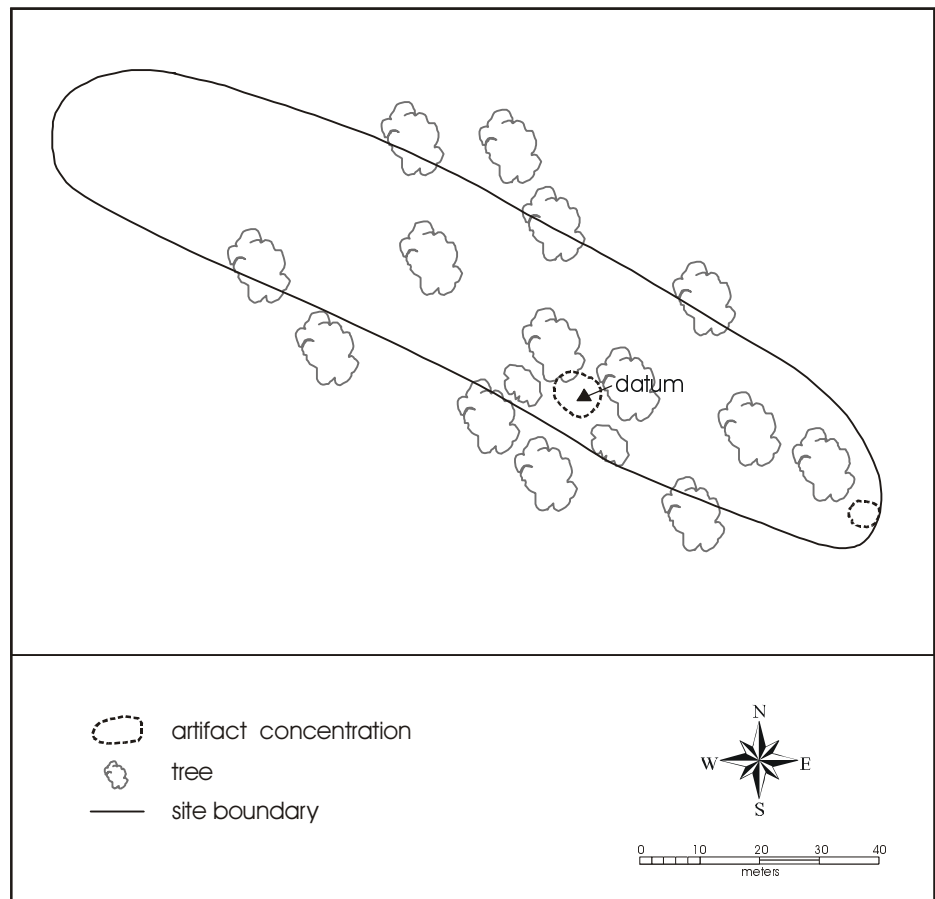 datum
artifact concentration
tree
site boundary
N
W E
S
0 10 20 30 40
meters